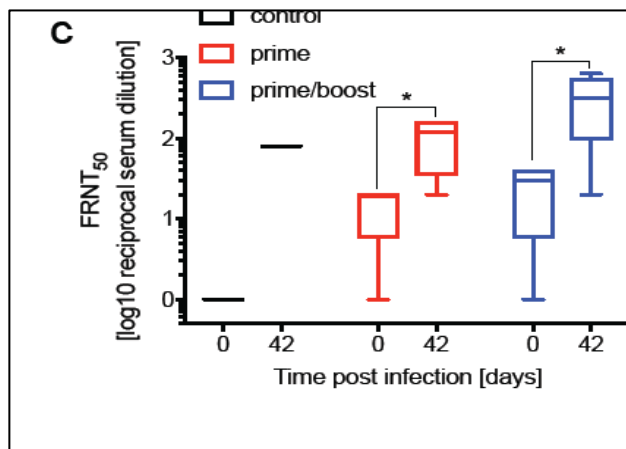 C
control
prime
prime/boost
*
*
3
2
1
0
FRNT50
[log10 reciprocal serum dilution]
0 42 0 42 0 42
Time post infection [days]